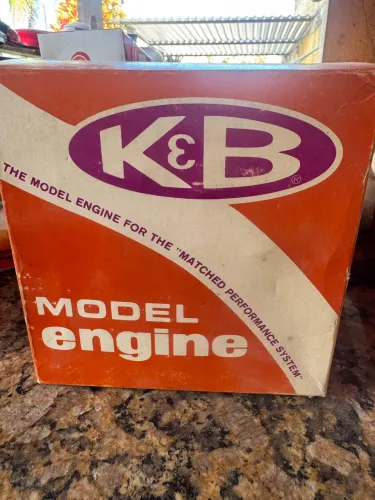 K&B®
THE MODEL ENGINE FOR THE "MATCHED PERFORMANCE SYSTEM"
MODEL
engine